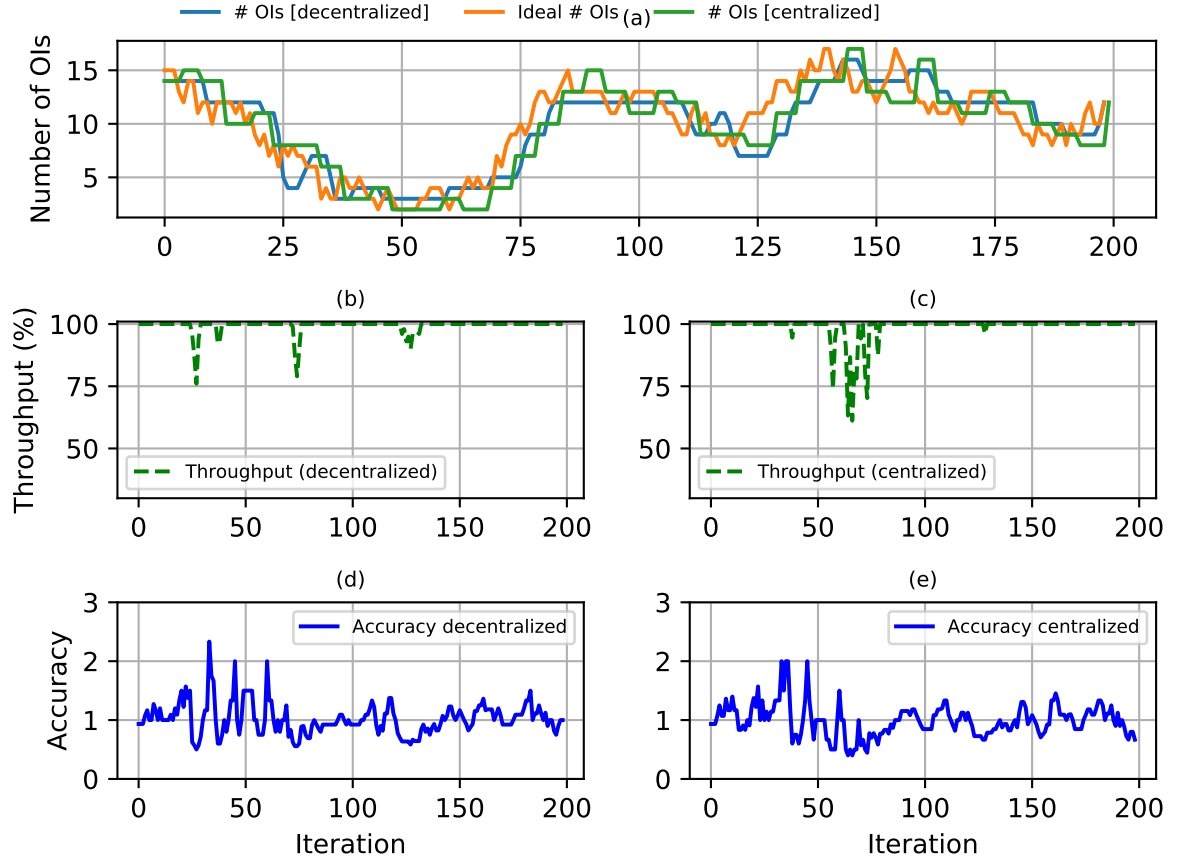 # OIs [decentralized] Ideal # OIs # OIs [centralized]
(a)
Number of OIs
15
10
5
0 25 50 75 100 125 150 175 200
(b)
Throughput (%)
100
75
50
Throughput (decentralized)
0 50 100 150 200
(c)
100
75
50
Throughput (centralized)
0 50 100 150 200
(d)
Accuracy
3
2
1
0
Accuracy decentralized
0 50 100 150 200
Iteration
(e)
3
2
1
0
Accuracy centralized
0 50 100 150 200
Iteration